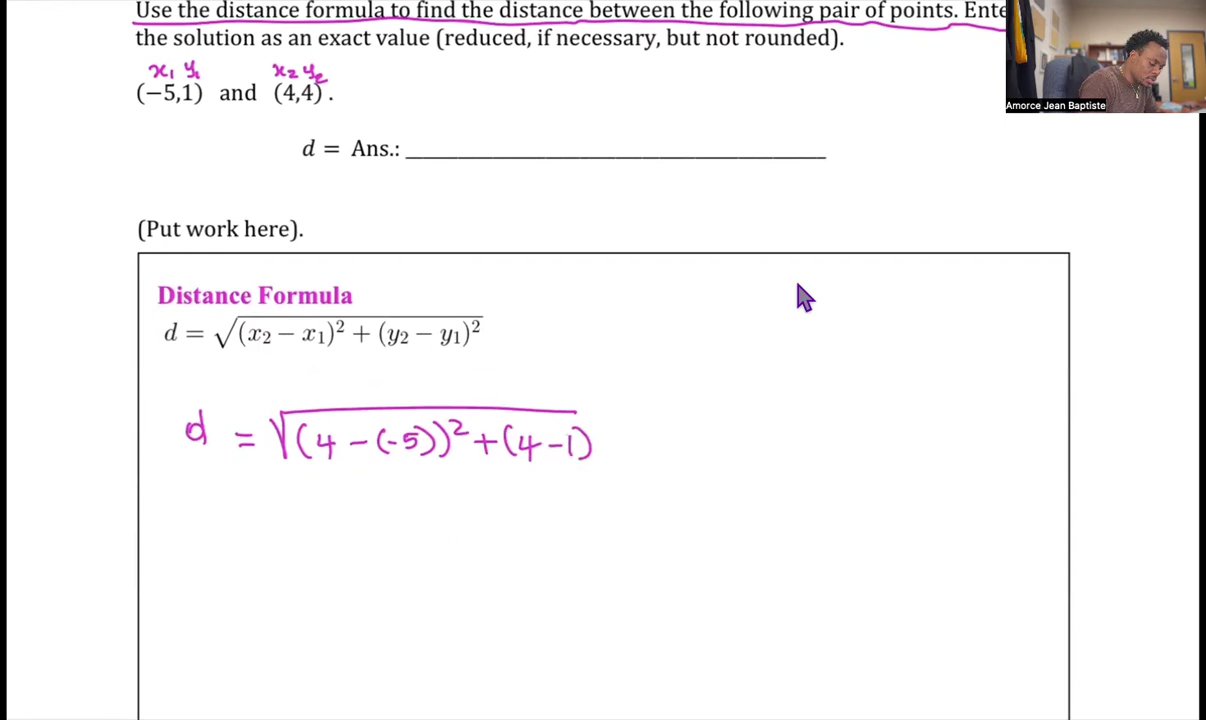 Use the distance formula to find the distance between the following pair of points. Ente
the solution as an exact value (reduced, if necessary, but not rounded).
x₁ y₁ x₂ y₂
(−5,1) and (4,4) .
d = Ans.: ____________________
(Put work here).
Distance Formula
d = √(x₂ − x₁)² + (y₂ − y₁)²
d = √(4 − (-5))² + (4 − 1)
Amorce Jean Baptiste